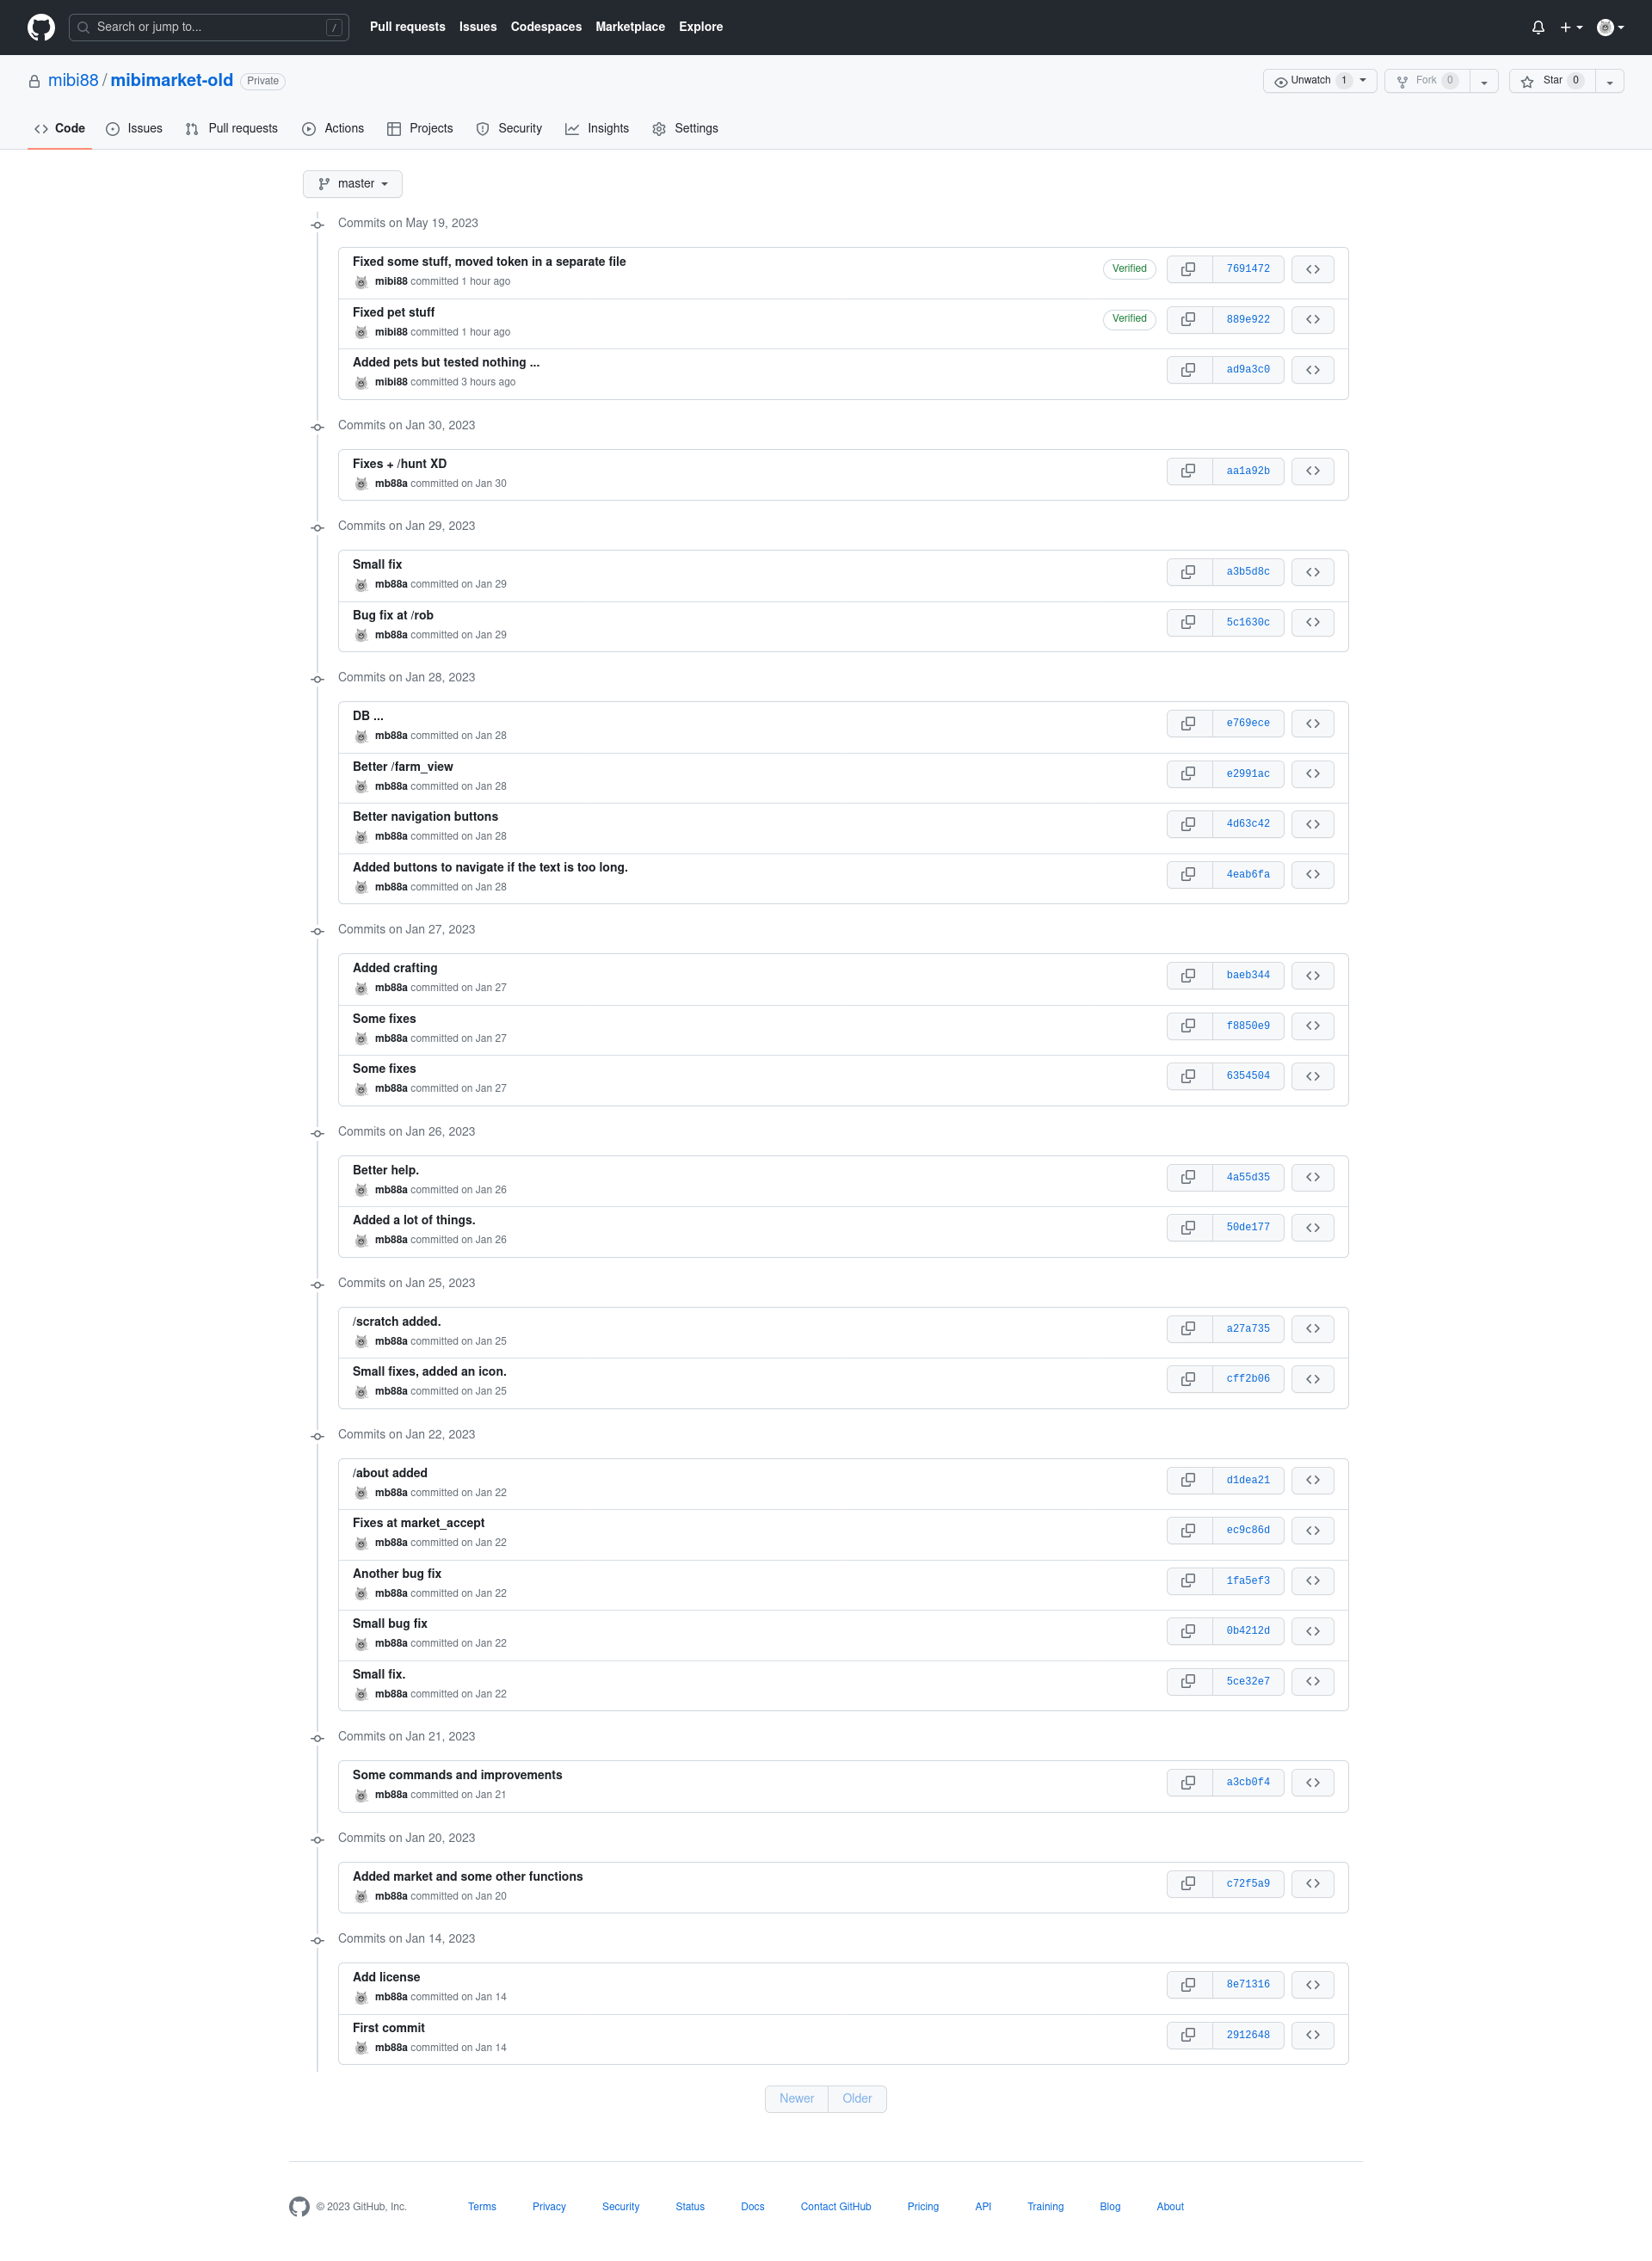 Search or jump to... /
Pull requests Issues Codespaces Marketplace Explore
mibi88 / mibimarket-old Private
Unwatch 1 Fork 0 Star 0
Code Issues Pull requests Actions Projects Security Insights Settings
master
Commits on May 19, 2023
Fixed some stuff, moved token in a separate file
mibi88 committed 1 hour ago
Verified 7691472
Fixed pet stuff
mibi88 committed 1 hour ago
Verified 889e922
Added pets but tested nothing ...
mibi88 committed 3 hours ago
ad9a3c0
Commits on Jan 30, 2023
Fixes + /hunt XD
mb88a committed on Jan 30
aa1a92b
Commits on Jan 29, 2023
Small fix
mb88a committed on Jan 29
a3b5d8c
Bug fix at /rob
mb88a committed on Jan 29
5c1630c
Commits on Jan 28, 2023
DB ...
mb88a committed on Jan 28
e769ece
Better /farm_view
mb88a committed on Jan 28
e2991ac
Better navigation buttons
mb88a committed on Jan 28
4d63c42
Added buttons to navigate if the text is too long.
mb88a committed on Jan 28
4eab6fa
Commits on Jan 27, 2023
Added crafting
mb88a committed on Jan 27
baeb344
Some fixes
mb88a committed on Jan 27
f8850e9
Some fixes
mb88a committed on Jan 27
6354504
Commits on Jan 26, 2023
Better help.
mb88a committed on Jan 26
4a55d35
Added a lot of things.
mb88a committed on Jan 26
50de177
Commits on Jan 25, 2023
/scratch added.
mb88a committed on Jan 25
a27a735
Small fixes, added an icon.
mb88a committed on Jan 25
cff2b06
Commits on Jan 22, 2023
/about added
mb88a committed on Jan 22
d1dea21
Fixes at market_accept
mb88a committed on Jan 22
ec9c86d
Another bug fix
mb88a committed on Jan 22
1fa5ef3
Small bug fix
mb88a committed on Jan 22
0b4212d
Small fix.
mb88a committed on Jan 22
5ce32e7
Commits on Jan 21, 2023
Some commands and improvements
mb88a committed on Jan 21
a3cb0f4
Commits on Jan 20, 2023
Added market and some other functions
mb88a committed on Jan 20
c72f5a9
Commits on Jan 14, 2023
Add license
mb88a committed on Jan 14
8e71316
First commit
mb88a committed on Jan 14
2912648
Newer Older
© 2023 GitHub, Inc. Terms Privacy Security Status Docs Contact GitHub Pricing API Training Blog About